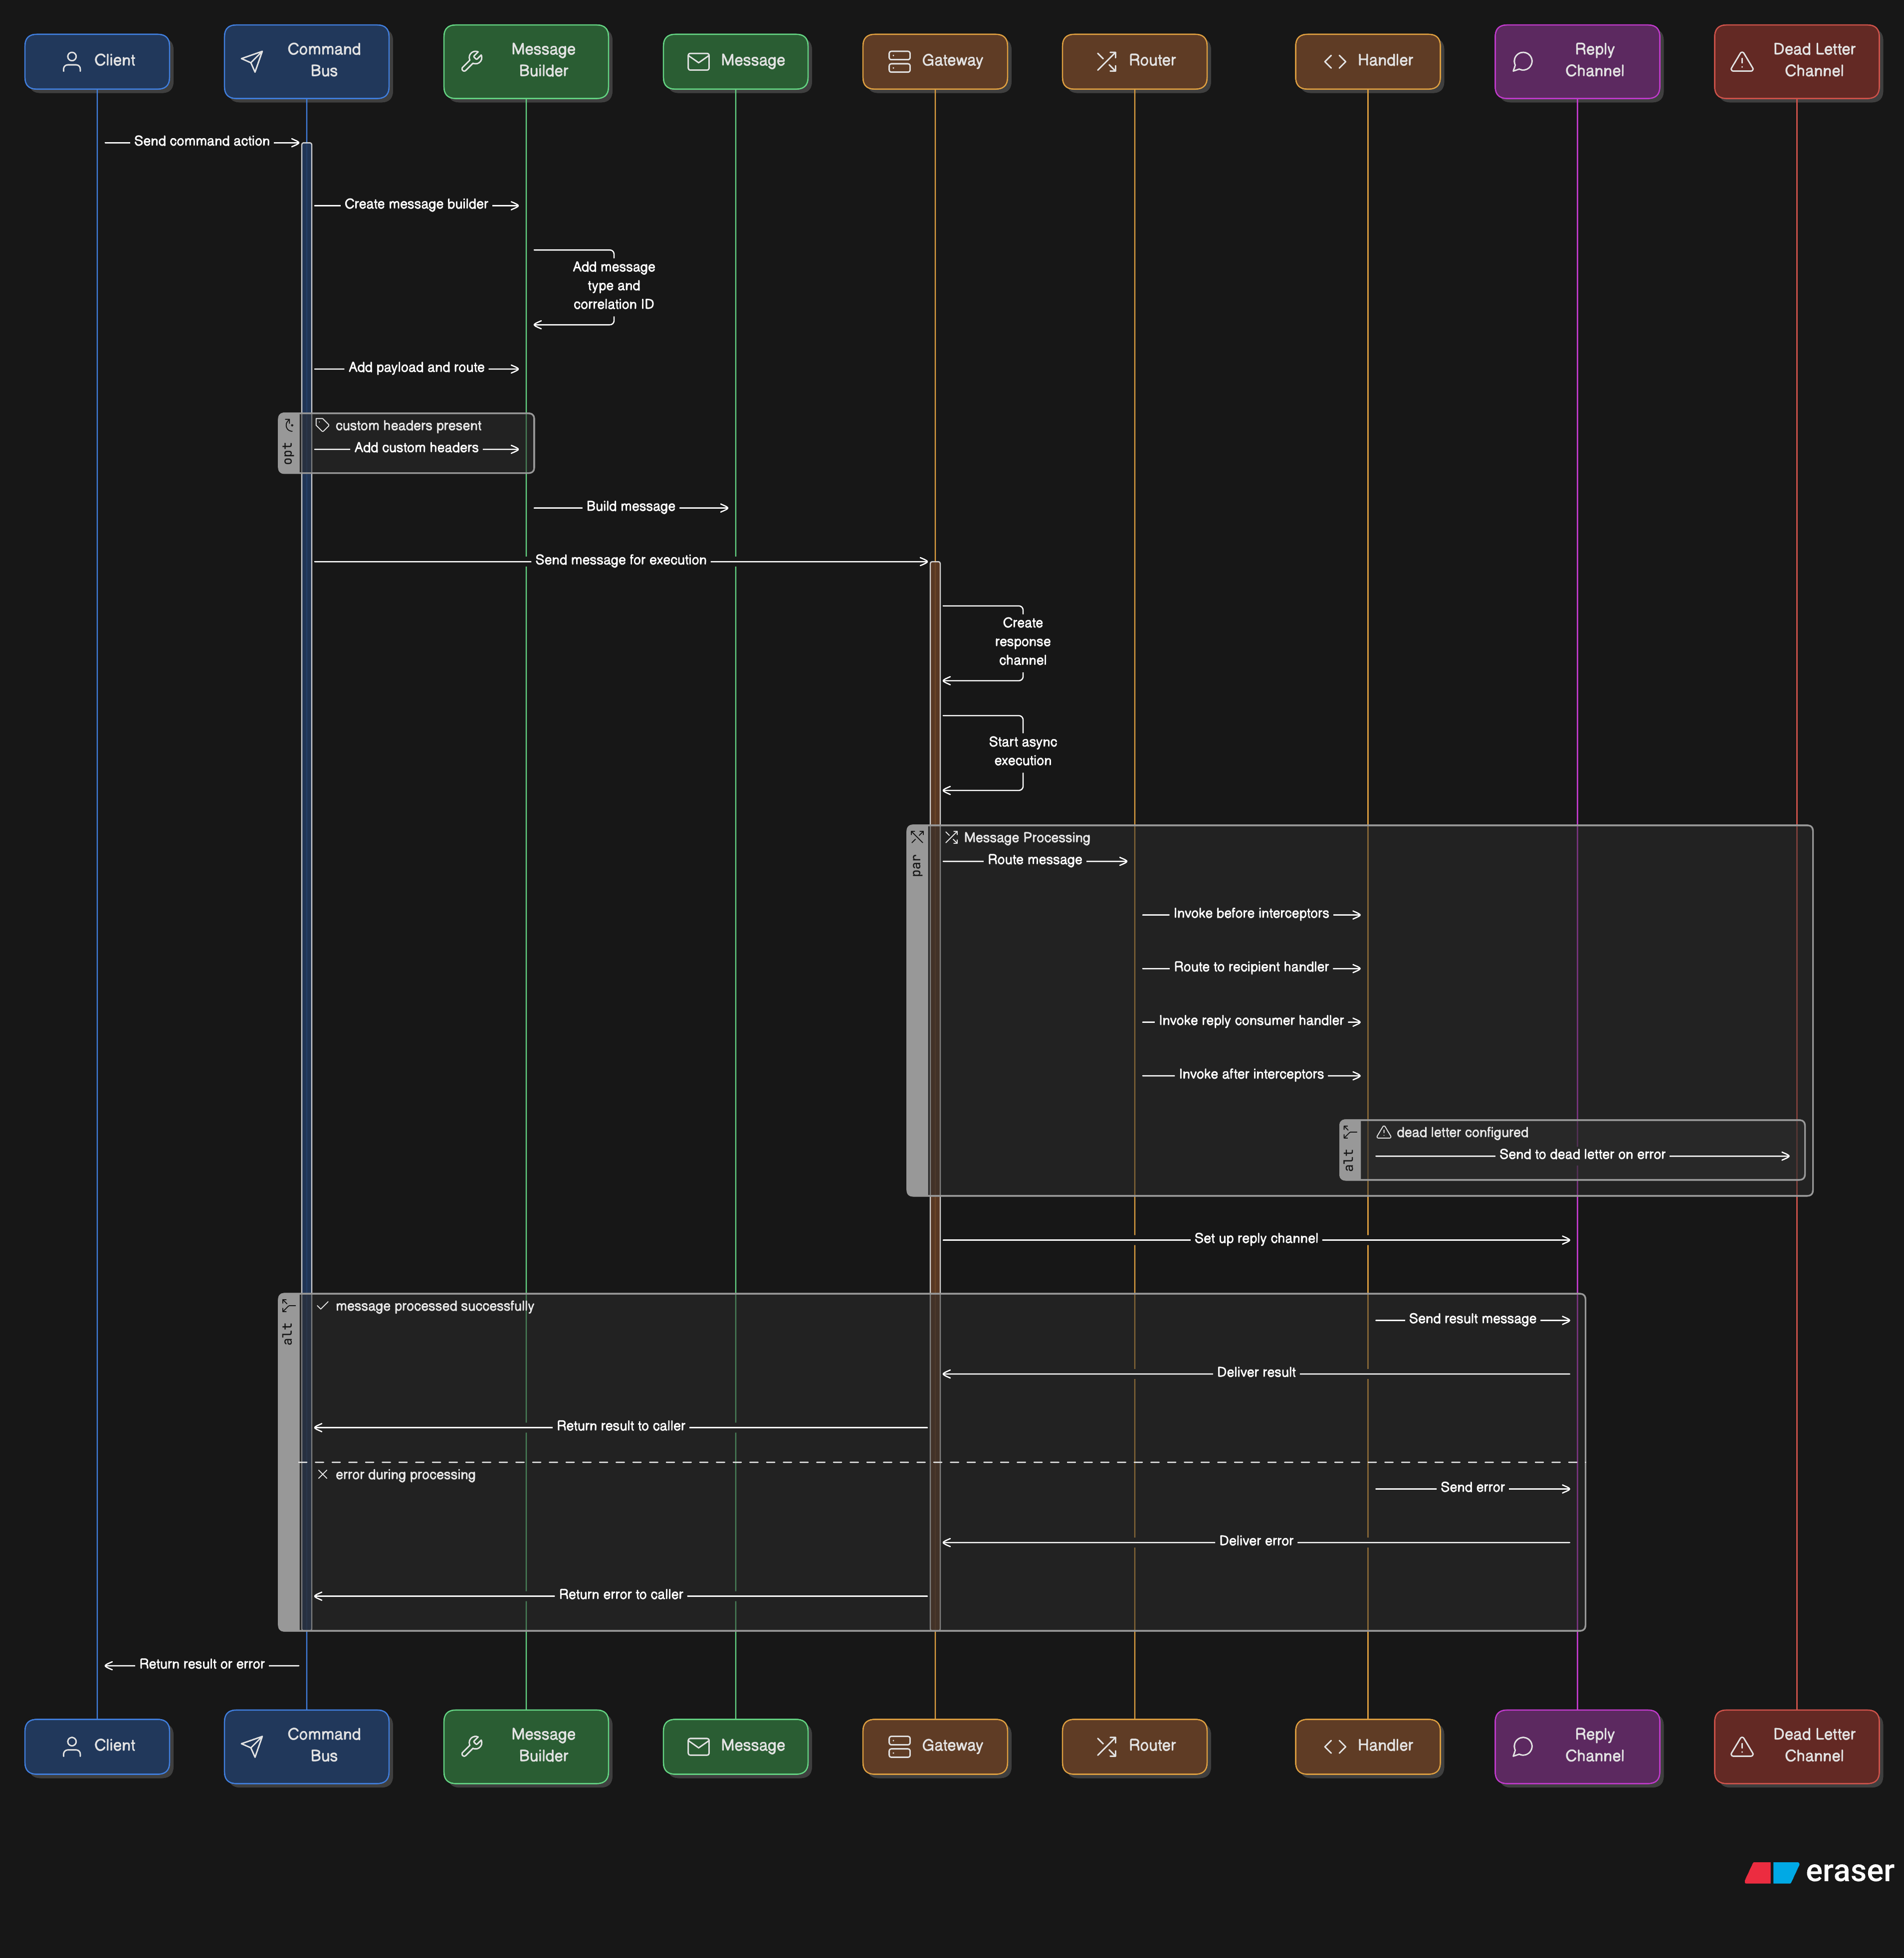 Client
Command
Bus
Message
Builder
Message
Gateway
Router
Handler
Reply
Channel
Dead Letter
Channel
Send command action
Create message builder
Add message
type and
correlation ID
Add payload and route
opt
custom headers present
Add custom headers
Build message
Send message for execution
Create
response
channel
Start async
execution
par
Message Processing
Route message
Invoke before interceptors
Route to recipient handler
Invoke reply consumer handler
Invoke after interceptors
alt
dead letter configured
Send to dead letter on error
Set up reply channel
alt
message processed successfully
Send result message
Deliver result
Return result to caller
error during processing
Send error
Deliver error
Return error to caller
Return result or error
Client
Command
Bus
Message
Builder
Message
Gateway
Router
Handler
Reply
Channel
Dead Letter
Channel
eraser